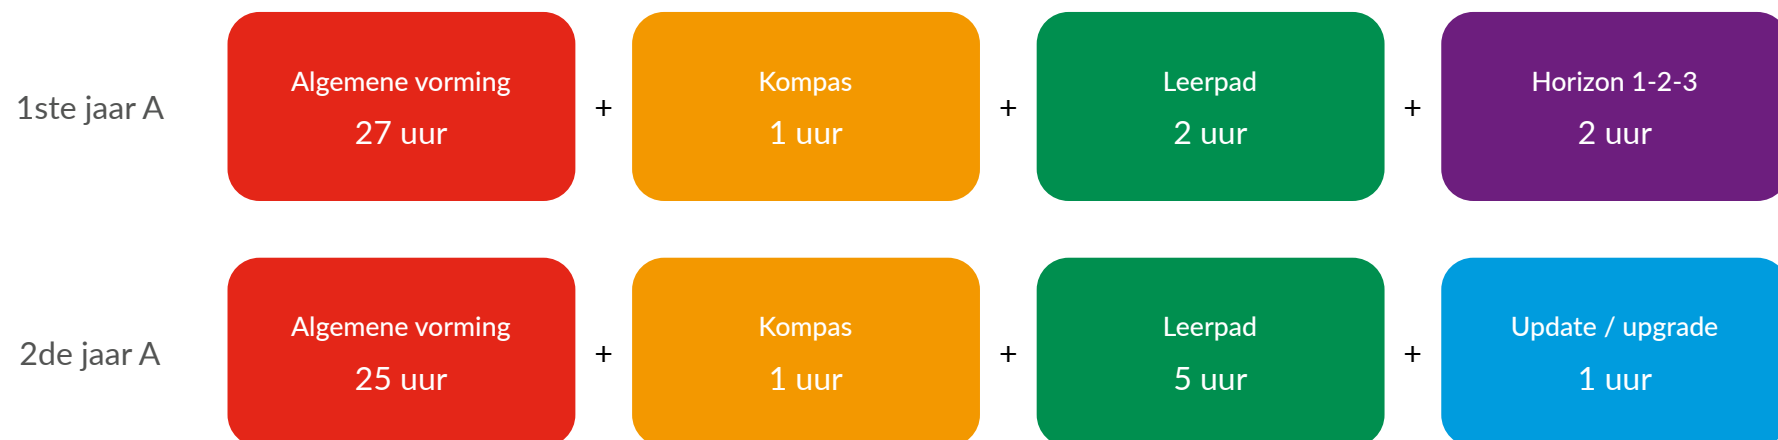 1ste jaar A
Algemene vorming
27 uur
+
Kompas
1 uur
+
Leerpad
2 uur
+
Horizon 1-2-3
2 uur
2de jaar A
Algemene vorming
25 uur
+
Kompas
1 uur
+
Leerpad
5 uur
+
Update / upgrade
1 uur